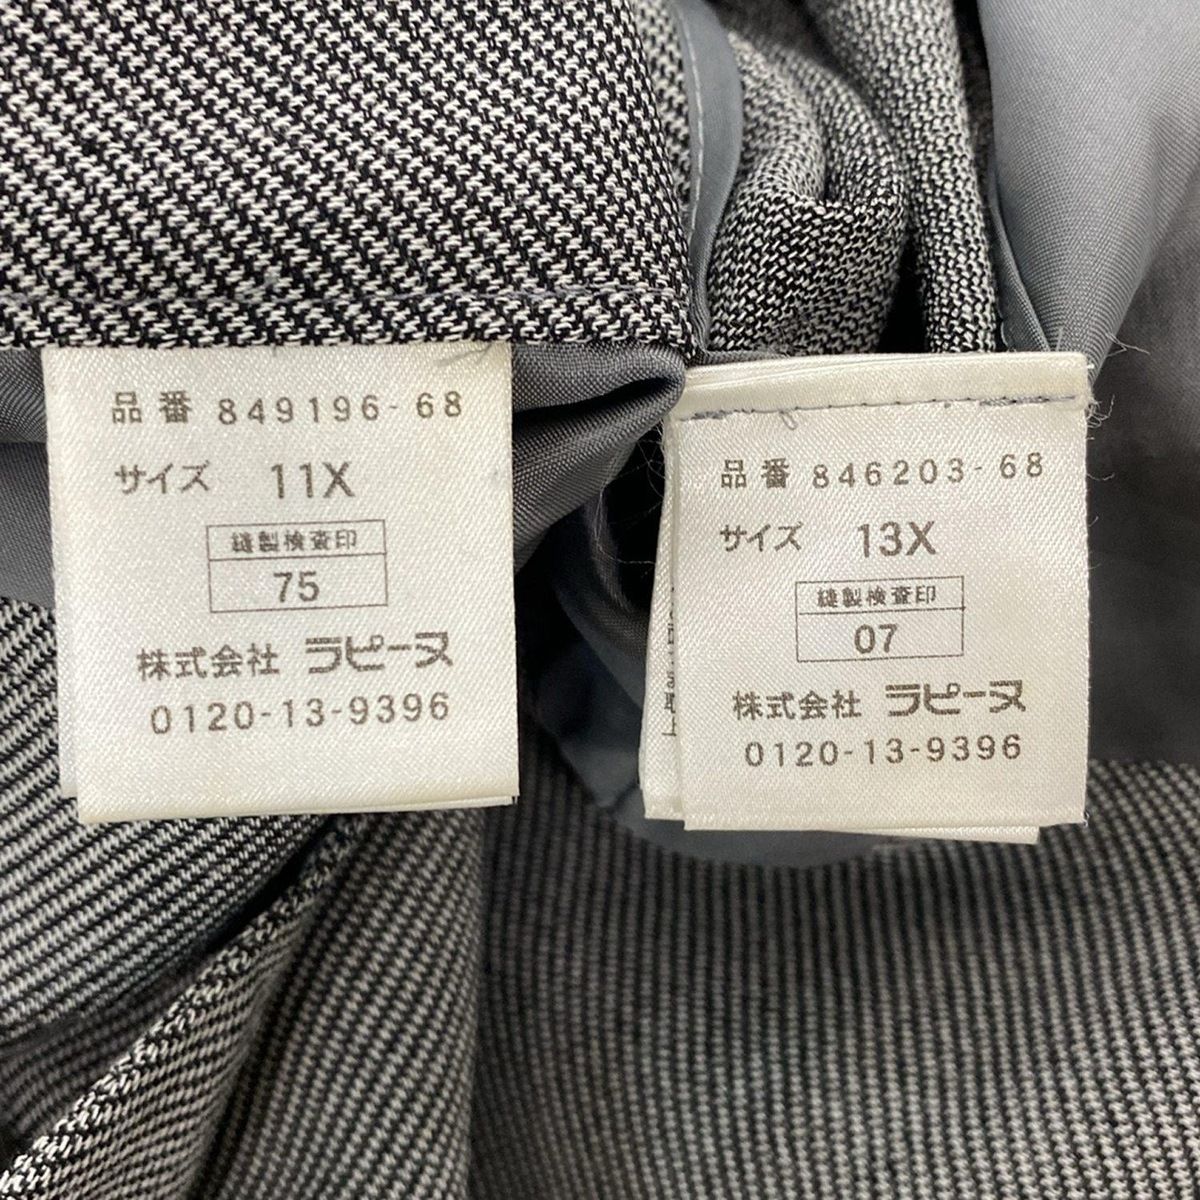 品番 849196-68
サイズ 11X
縫製検査印
75
株式会社 ラピーヌ
0120-13-9396
品番 846203-68
サイズ 13X
縫製検査印
07
株式会社 ラピーヌ
0120-13-9396